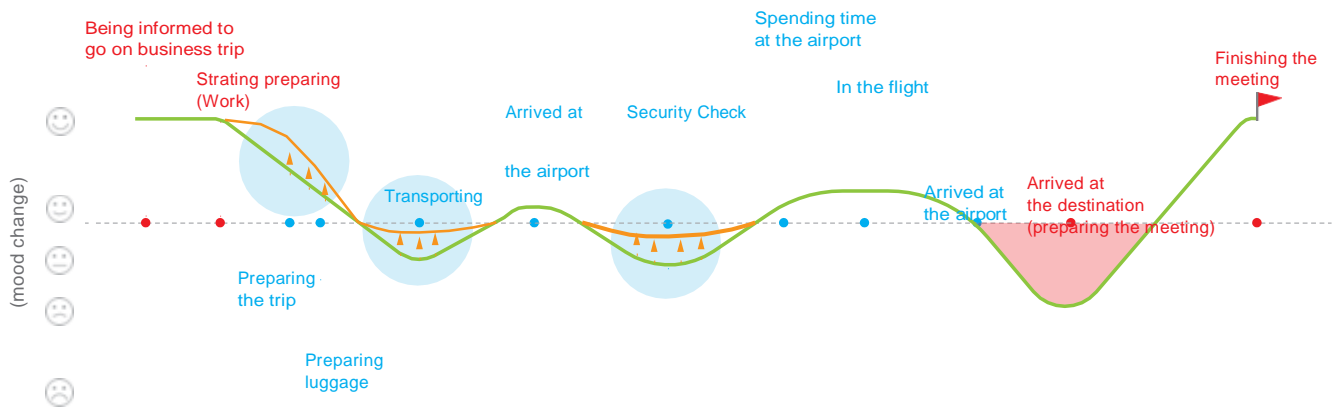 Being informed to
go on business trip
Strating preparing
(Work)
Preparing
the trip
Preparing
luggage
Transporting
Arrived at
the airport
Security Check
Spending time
at the airport
In the flight
Arrived at
the airport
Arrived at
the destination
(preparing the meeting)
Finishing the
meeting
(mood change)